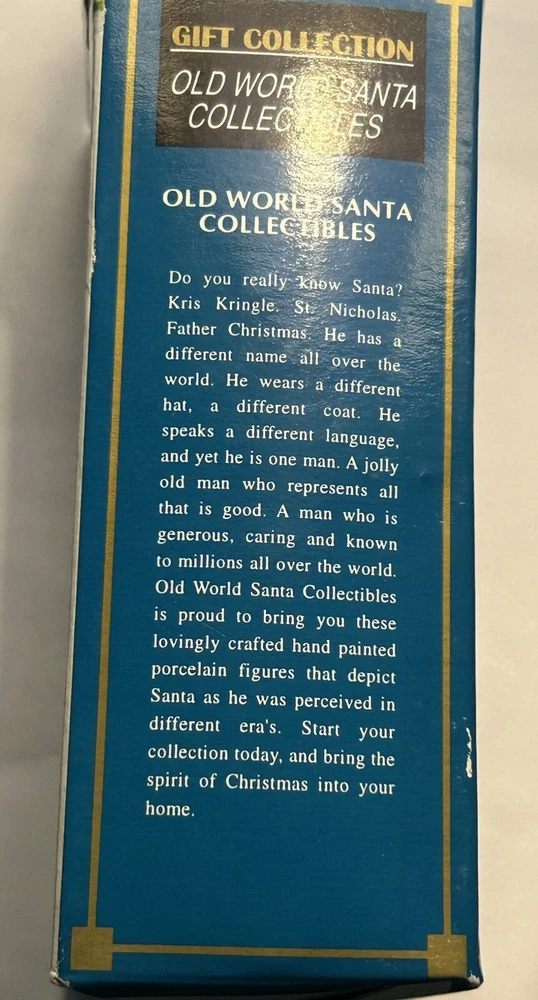 GIFT COLLECTION
OLD WORLD SANTA
COLLECTIBLES
OLD WORLD SANTA
COLLECTIBLES
Do you really know Santa?
Kris Kringle. St. Nicholas.
Father Christmas. He has a
different name all over the
world. He wears a different
hat, a different coat. He
speaks a different language,
and yet he is one man. A jolly
old man who represents all
that is good. A man who is
generous, caring and known
to millions all over the world.
Old World Santa Collectibles
is proud to bring you these
lovingly crafted hand painted
porcelain figures that depict
Santa as he was perceived in
different era's. Start your
collection today, and bring the
spirit of Christmas into your
home.